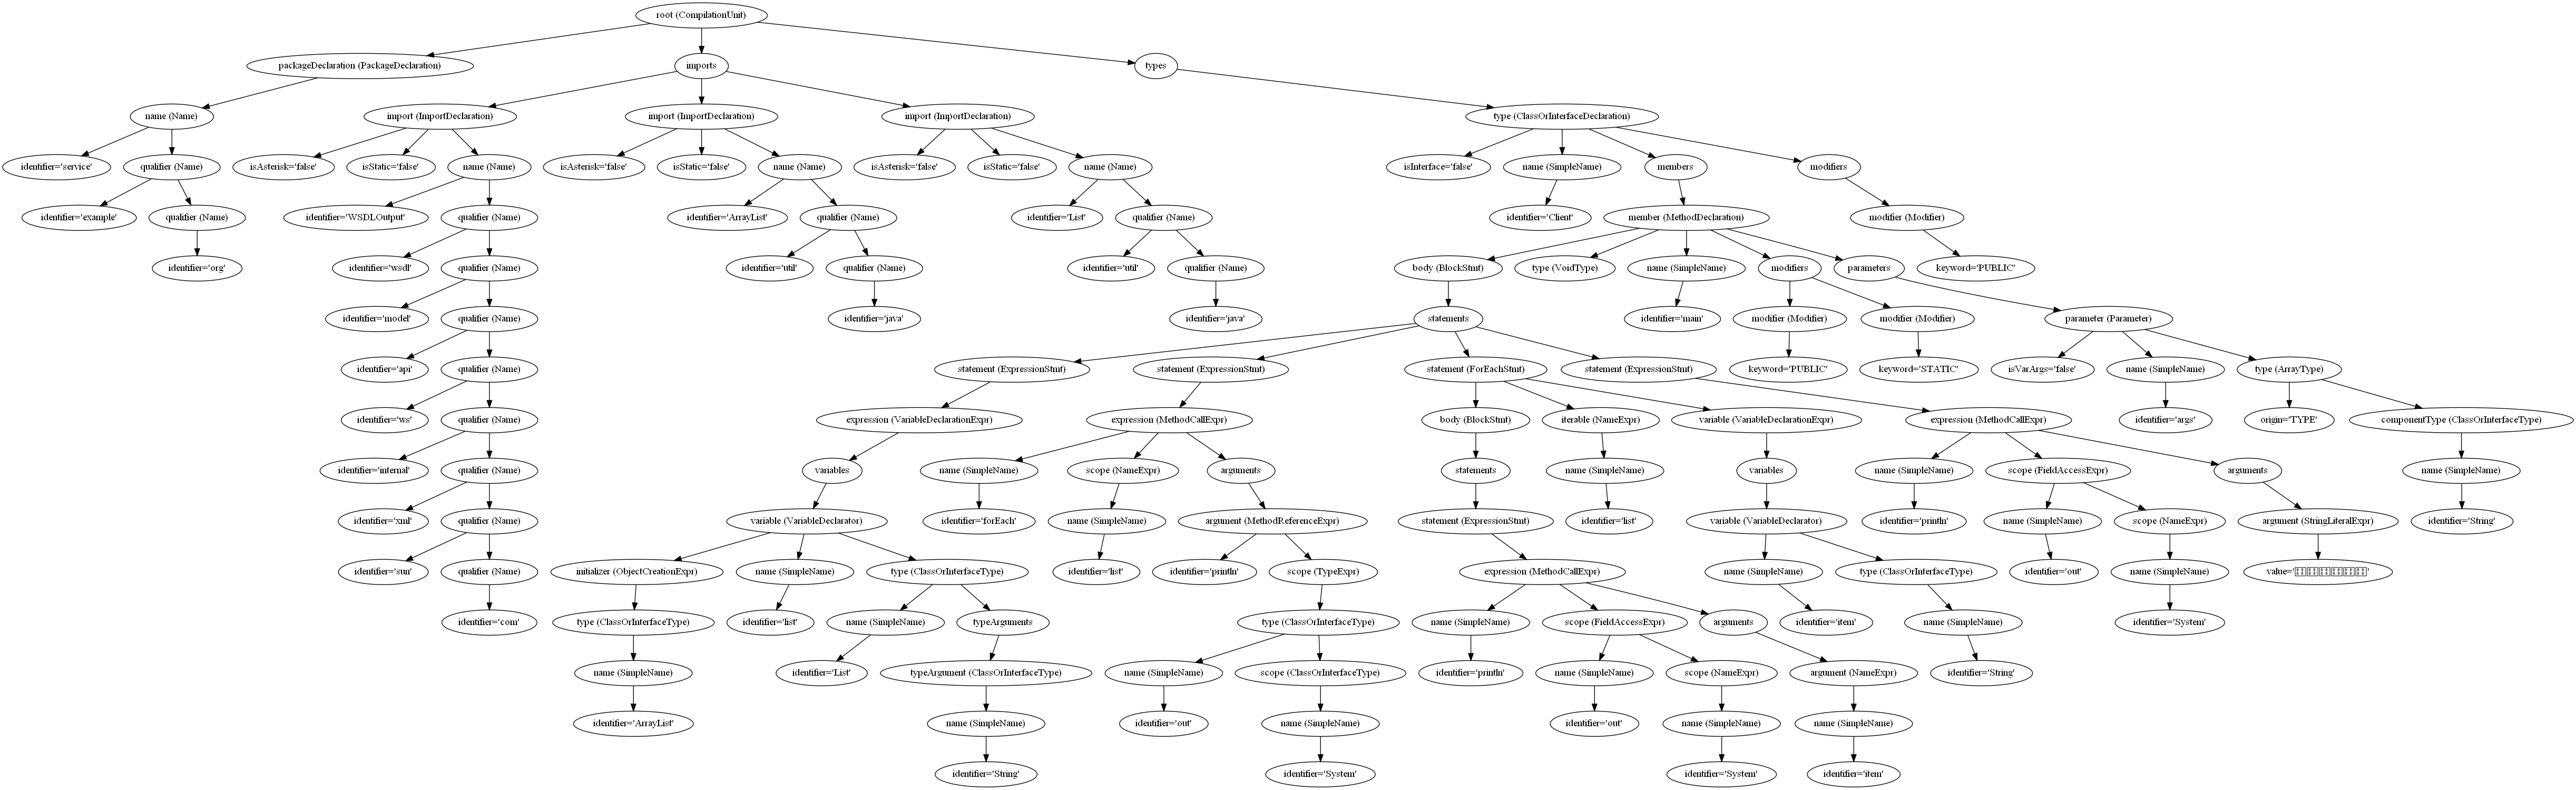 root (CompilationUnit)
packageDeclaration (PackageDeclaration)
imports
types
name (Name)
import (ImportDeclaration)
import (ImportDeclaration)
import (ImportDeclaration)
type (ClassOrInterfaceDeclaration)
identifier='service'
qualifier (Name)
isAsterisk='false'
isStatic='false'
name (Name)
isAsterisk='false'
isStatic='false'
name (Name)
isAsterisk='false'
isStatic='false'
name (Name)
isInterface='false'
name (SimpleName)
members
modifiers
identifier='example'
qualifier (Name)
identifier='WSDLOutput'
qualifier (Name)
identifier='ArrayList'
qualifier (Name)
identifier='List'
qualifier (Name)
identifier='Client'
member (MethodDeclaration)
modifier (Modifier)
identifier='org'
identifier='wsdl'
qualifier (Name)
identifier='util'
qualifier (Name)
identifier='util'
qualifier (Name)
body (BlockStmt)
type (VoidType)
name (SimpleName)
modifiers
parameters
keyword='PUBLIC'
identifier='model'
qualifier (Name)
identifier='java'
identifier='java'
statements
identifier='main'
modifier (Modifier)
modifier (Modifier)
parameter (Parameter)
identifier='api'
qualifier (Name)
statement (ExpressionStmt)
statement (ExpressionStmt)
statement (ForEachStmt)
statement (ExpressionStmt)
keyword='PUBLIC'
keyword='STATIC'
isVarArgs='false'
name (SimpleName)
type (ArrayType)
identifier='ws'
qualifier (Name)
expression (VariableDeclarationExpr)
expression (MethodCallExpr)
body (BlockStmt)
iterable (NameExpr)
variable (VariableDeclarationExpr)
expression (MethodCallExpr)
identifier='args'
origin='TYPE'
componentType (ClassOrInterfaceType)
identifier='internal'
qualifier (Name)
variables
name (SimpleName)
scope (NameExpr)
arguments
statements
name (SimpleName)
variables
name (SimpleName)
scope (FieldAccessExpr)
arguments
name (SimpleName)
identifier='xml'
qualifier (Name)
variable (VariableDeclarator)
identifier='forEach'
name (SimpleName)
argument (MethodReferenceExpr)
statement (ExpressionStmt)
identifier='list'
variable (VariableDeclarator)
identifier='println'
name (SimpleName)
scope (NameExpr)
argument (StringLiteralExpr)
identifier='String'
identifier='sun'
qualifier (Name)
initializer (ObjectCreationExpr)
name (SimpleName)
type (ClassOrInterfaceType)
identifier='list'
identifier='println'
scope (TypeExpr)
expression (MethodCallExpr)
name (SimpleName)
type (ClassOrInterfaceType)
identifier='out'
name (SimpleName)
value='
identifier='com'
type (ClassOrInterfaceType)
identifier='list'
name (SimpleName)
typeArguments
type (ClassOrInterfaceType)
name (SimpleName)
scope (FieldAccessExpr)
arguments
identifier='item'
name (SimpleName)
identifier='System'
name (SimpleName)
identifier='List'
typeArgument (ClassOrInterfaceType)
name (SimpleName)
scope (ClassOrInterfaceType)
identifier='println'
name (SimpleName)
scope (NameExpr)
argument (NameExpr)
identifier='String'
identifier='ArrayList'
name (SimpleName)
identifier='out'
name (SimpleName)
identifier='out'
name (SimpleName)
name (SimpleName)
identifier='String'
identifier='System'
identifier='System'
identifier='item'